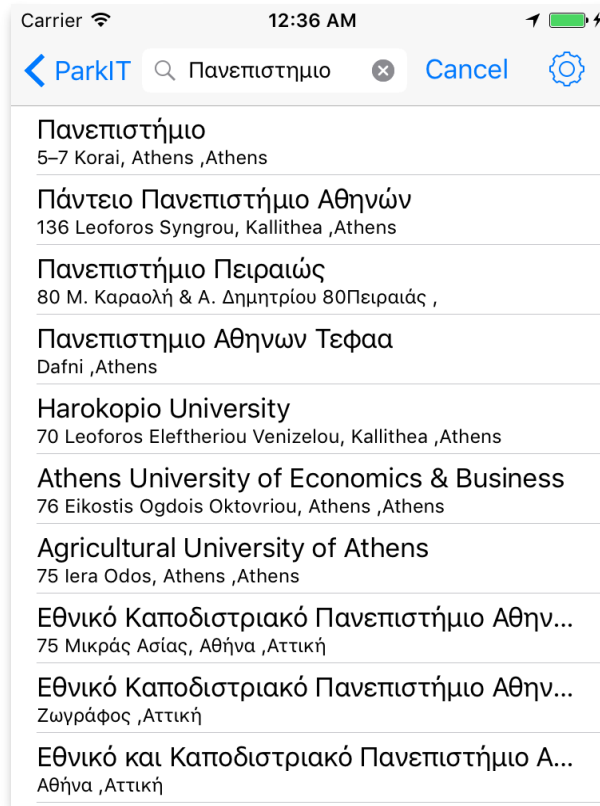 Carrier 12:36 AM
ParkIT Πανεπιστημιο Cancel
Πανεπιστήμιο
5–7 Korai, Athens ,Athens
Πάντειο Πανεπιστήμιο Αθηνών
136 Leoforos Syngrou, Kallithea ,Athens
Πανεπιστήμιο Πειραιώς
80 Μ. Καραολή & Α. Δημητρίου 80Πειραιάς ,
Πανεπιστημιο Αθηνων Τεφαα
Dafni ,Athens
Harokopio University
70 Leoforos Eleftheriou Venizelou, Kallithea ,Athens
Athens University of Economics & Business
76 Eikostis Ogdois Oktovriou, Athens ,Athens
Agricultural University of Athens
75 Iera Odos, Athens ,Athens
Εθνικό Καποδιστριακό Πανεπιστήμιο Αθην...
75 Μικράς Ασίας, Αθήνα ,Αττική
Εθνικό Καποδιστριακό Πανεπιστήμιο Αθην...
Ζωγράφος ,Αττική
Εθνικό και Καποδιστριακό Πανεπιστήμιο Α...
Αθήνα ,Αττική